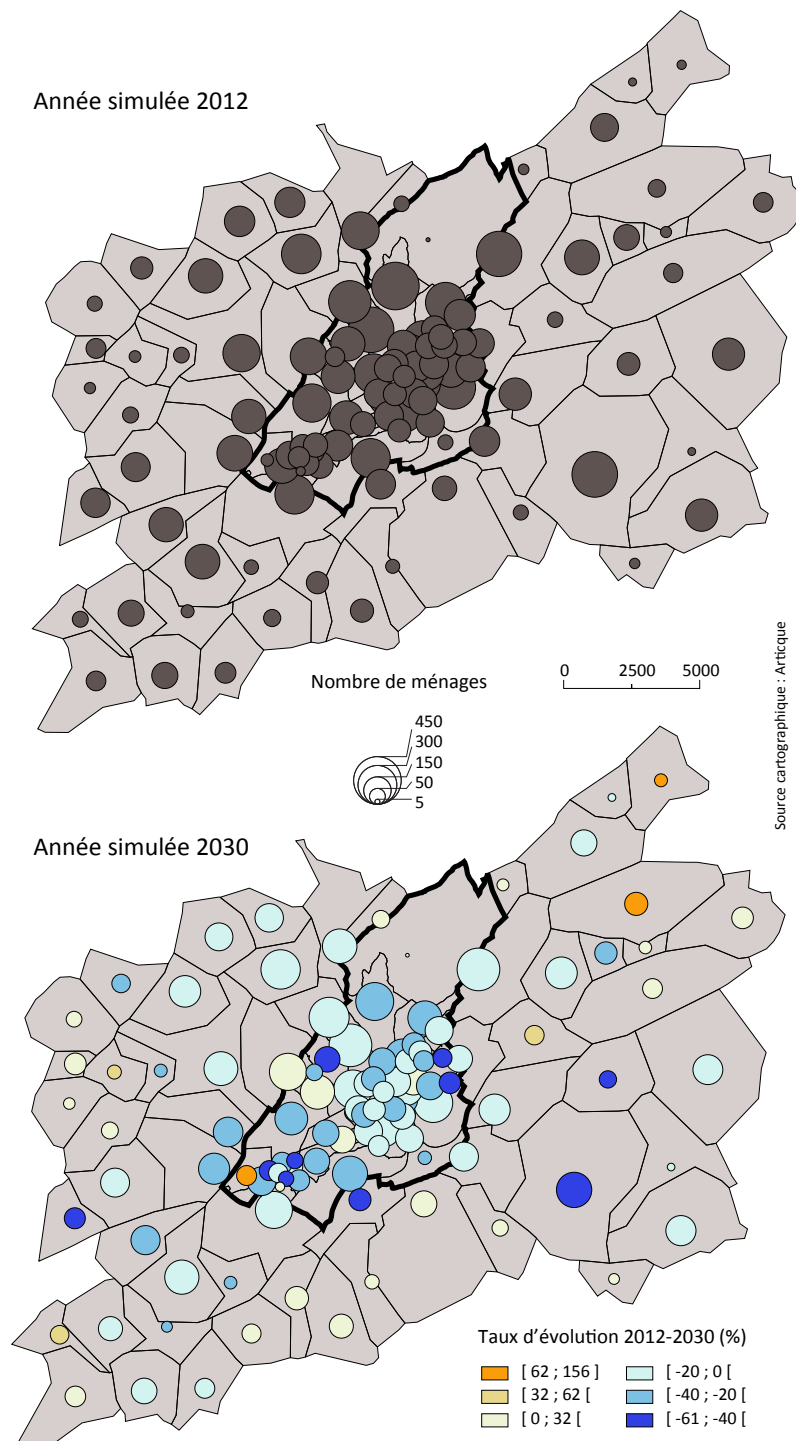 Année simulée 2012
Nombre de ménages
0 2500 5000
450
300
150
50
5
Source cartographique : Articque
Année simulée 2030
Taux d'évolution 2012-2030 (%)
[ 62 ; 156 ] [ -20 ; 0 [
[ 32 ; 62 [ [ -40 ; -20 [
[ 0 ; 32 [ [ -61 ; -40 [